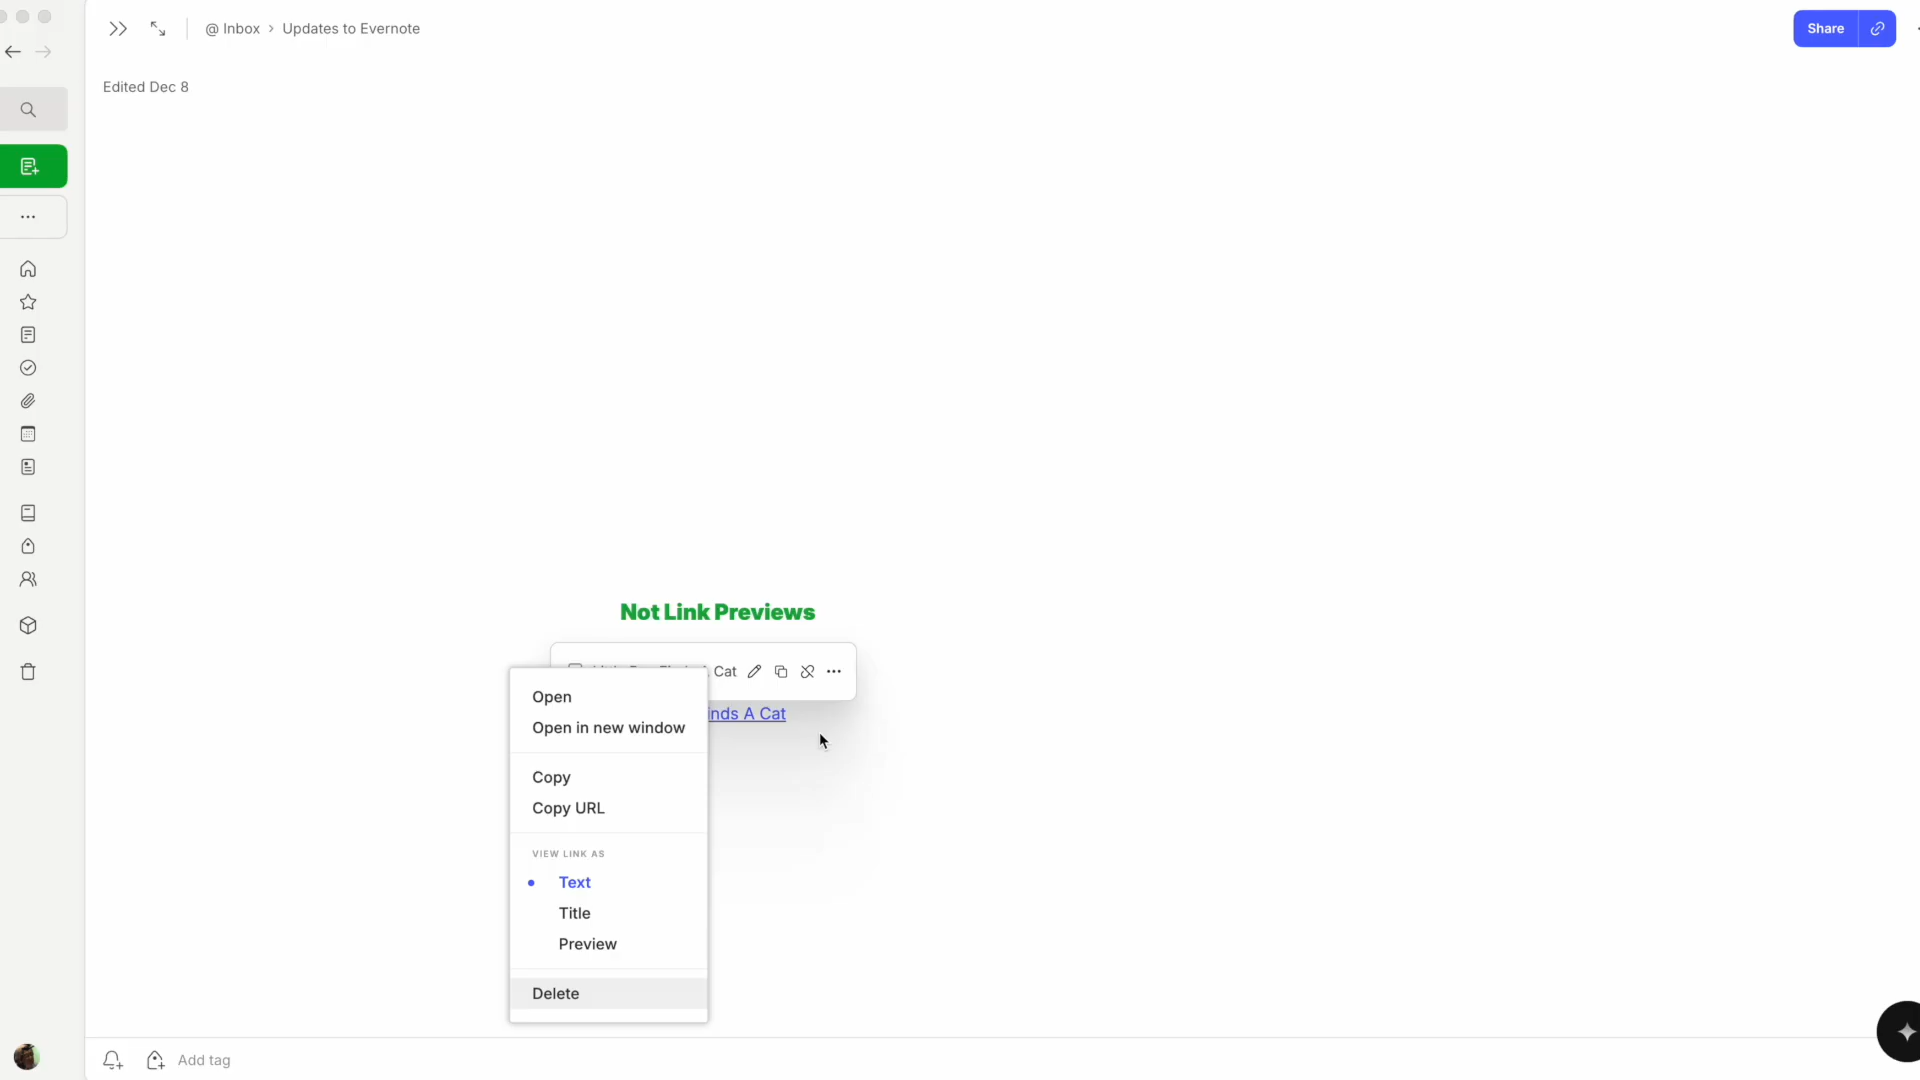 @ Inbox › Updates to Evernote
Share
Edited Dec 8
Not Link Previews
Cat
inds A Cat
Open
Open in new window
Copy
Copy URL
VIEW LINK AS
Text
Title
Preview
Delete
Add tag